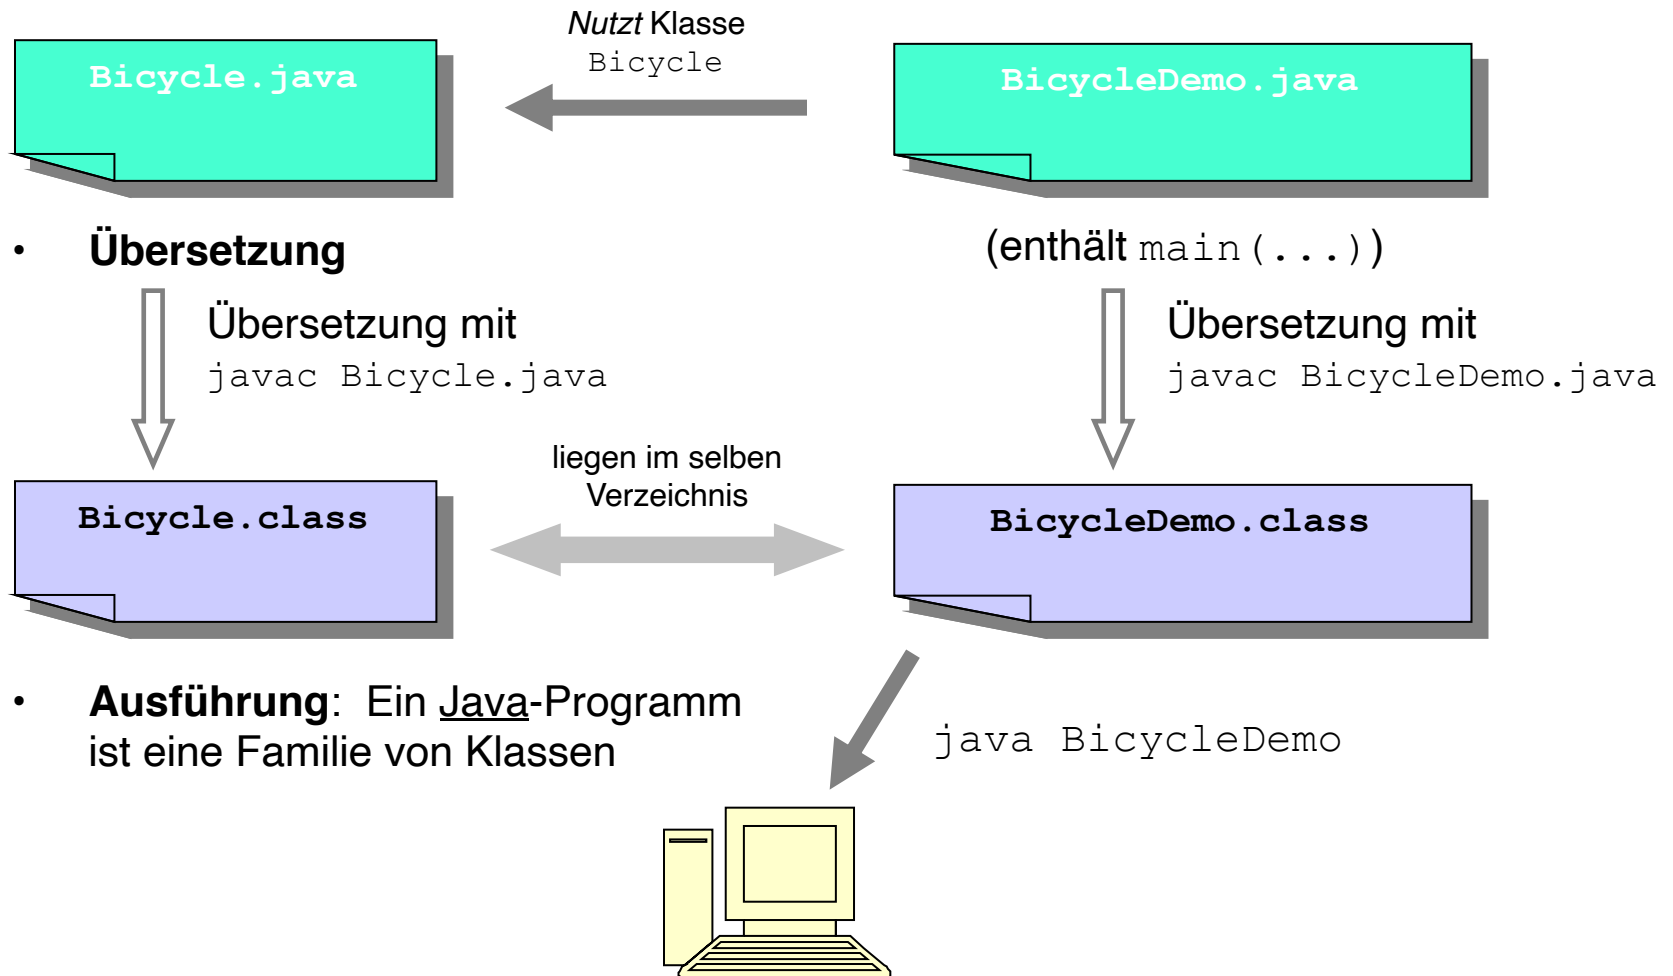 Nutzt Klasse
Bicycle
Bicycle.java
BicycleDemo.java
• Übersetzung
(enthält main(...))
Übersetzung mit
javac Bicycle.java
Übersetzung mit
javac BicycleDemo.java
liegen im selben
Verzeichnis
Bicycle.class
BicycleDemo.class
• Ausführung: Ein Java-Programm
ist eine Familie von Klassen
java BicycleDemo